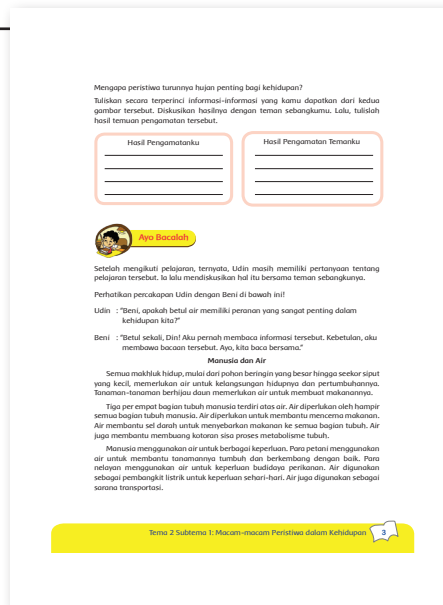 Mengapa peristiwa turunnya hujan penting bagi kehidupan?
Tuliskan secara terperinci informasi-informasi yang kamu dapatkan dari kedua
gambar tersebut. Diskusikan hasilnya dengan teman sebangkumu. Lalu, tulislah
hasil temuan pengamatan tersebut.
Hasil Pengamatanku
Hasil Pengamatan Temanku
Ayo Bacalah
Setelah mengikuti pelajaran, ternyata, Udin masih memiliki pertanyaan tentang
pelajaran tersebut. Ia lalu mendiskusikan hal itu bersama teman sebangkunya.
Perhatikan percakapan Udin dengan Beni di bawah ini!
Udin : "Beni, apakah betul air memiliki peranan yang sangat penting dalam
kehidupan kita?"
Beni : "Betul sekali, Din! Aku pernah membaca informasi tersebut. Kebetulan, aku
membawa bacaan tersebut. Ayo, kita baca bersama."
Manusia dan Air
Semua makhluk hidup, mulai dari pohon beringin yang besar hingga seekor siput
yang kecil, memerlukan air untuk kelangsungan hidupnya dan pertumbuhannya.
Tanaman-tanaman berhijau daun memerlukan air untuk membuat makanannya.
Tiga per empat bagian tubuh manusia terdiri atas air. Air diperlukan oleh hampir
semua bagian tubuh manusia. Air diperlukan untuk membantu mencerna makanan.
Air membantu sel darah untuk menyebarkan makanan ke semua bagian tubuh. Air
juga membantu membuang kotoran sisa proses metabolisme tubuh.
Manusia menggunakan air untuk berbagai keperluan. Para petani menggunakan
air untuk membantu tanamannya tumbuh dan berkembang dengan baik. Para
nelayan menggunakan air untuk keperluan budidaya perikanan. Air digunakan
sebagai pembangkit listrik untuk keperluan sehari-hari. Air juga digunakan sebagai
sarana transportasi.
Tema 2 Subtema 1: Macam-macam Peristiwa dalam Kehidupan 3